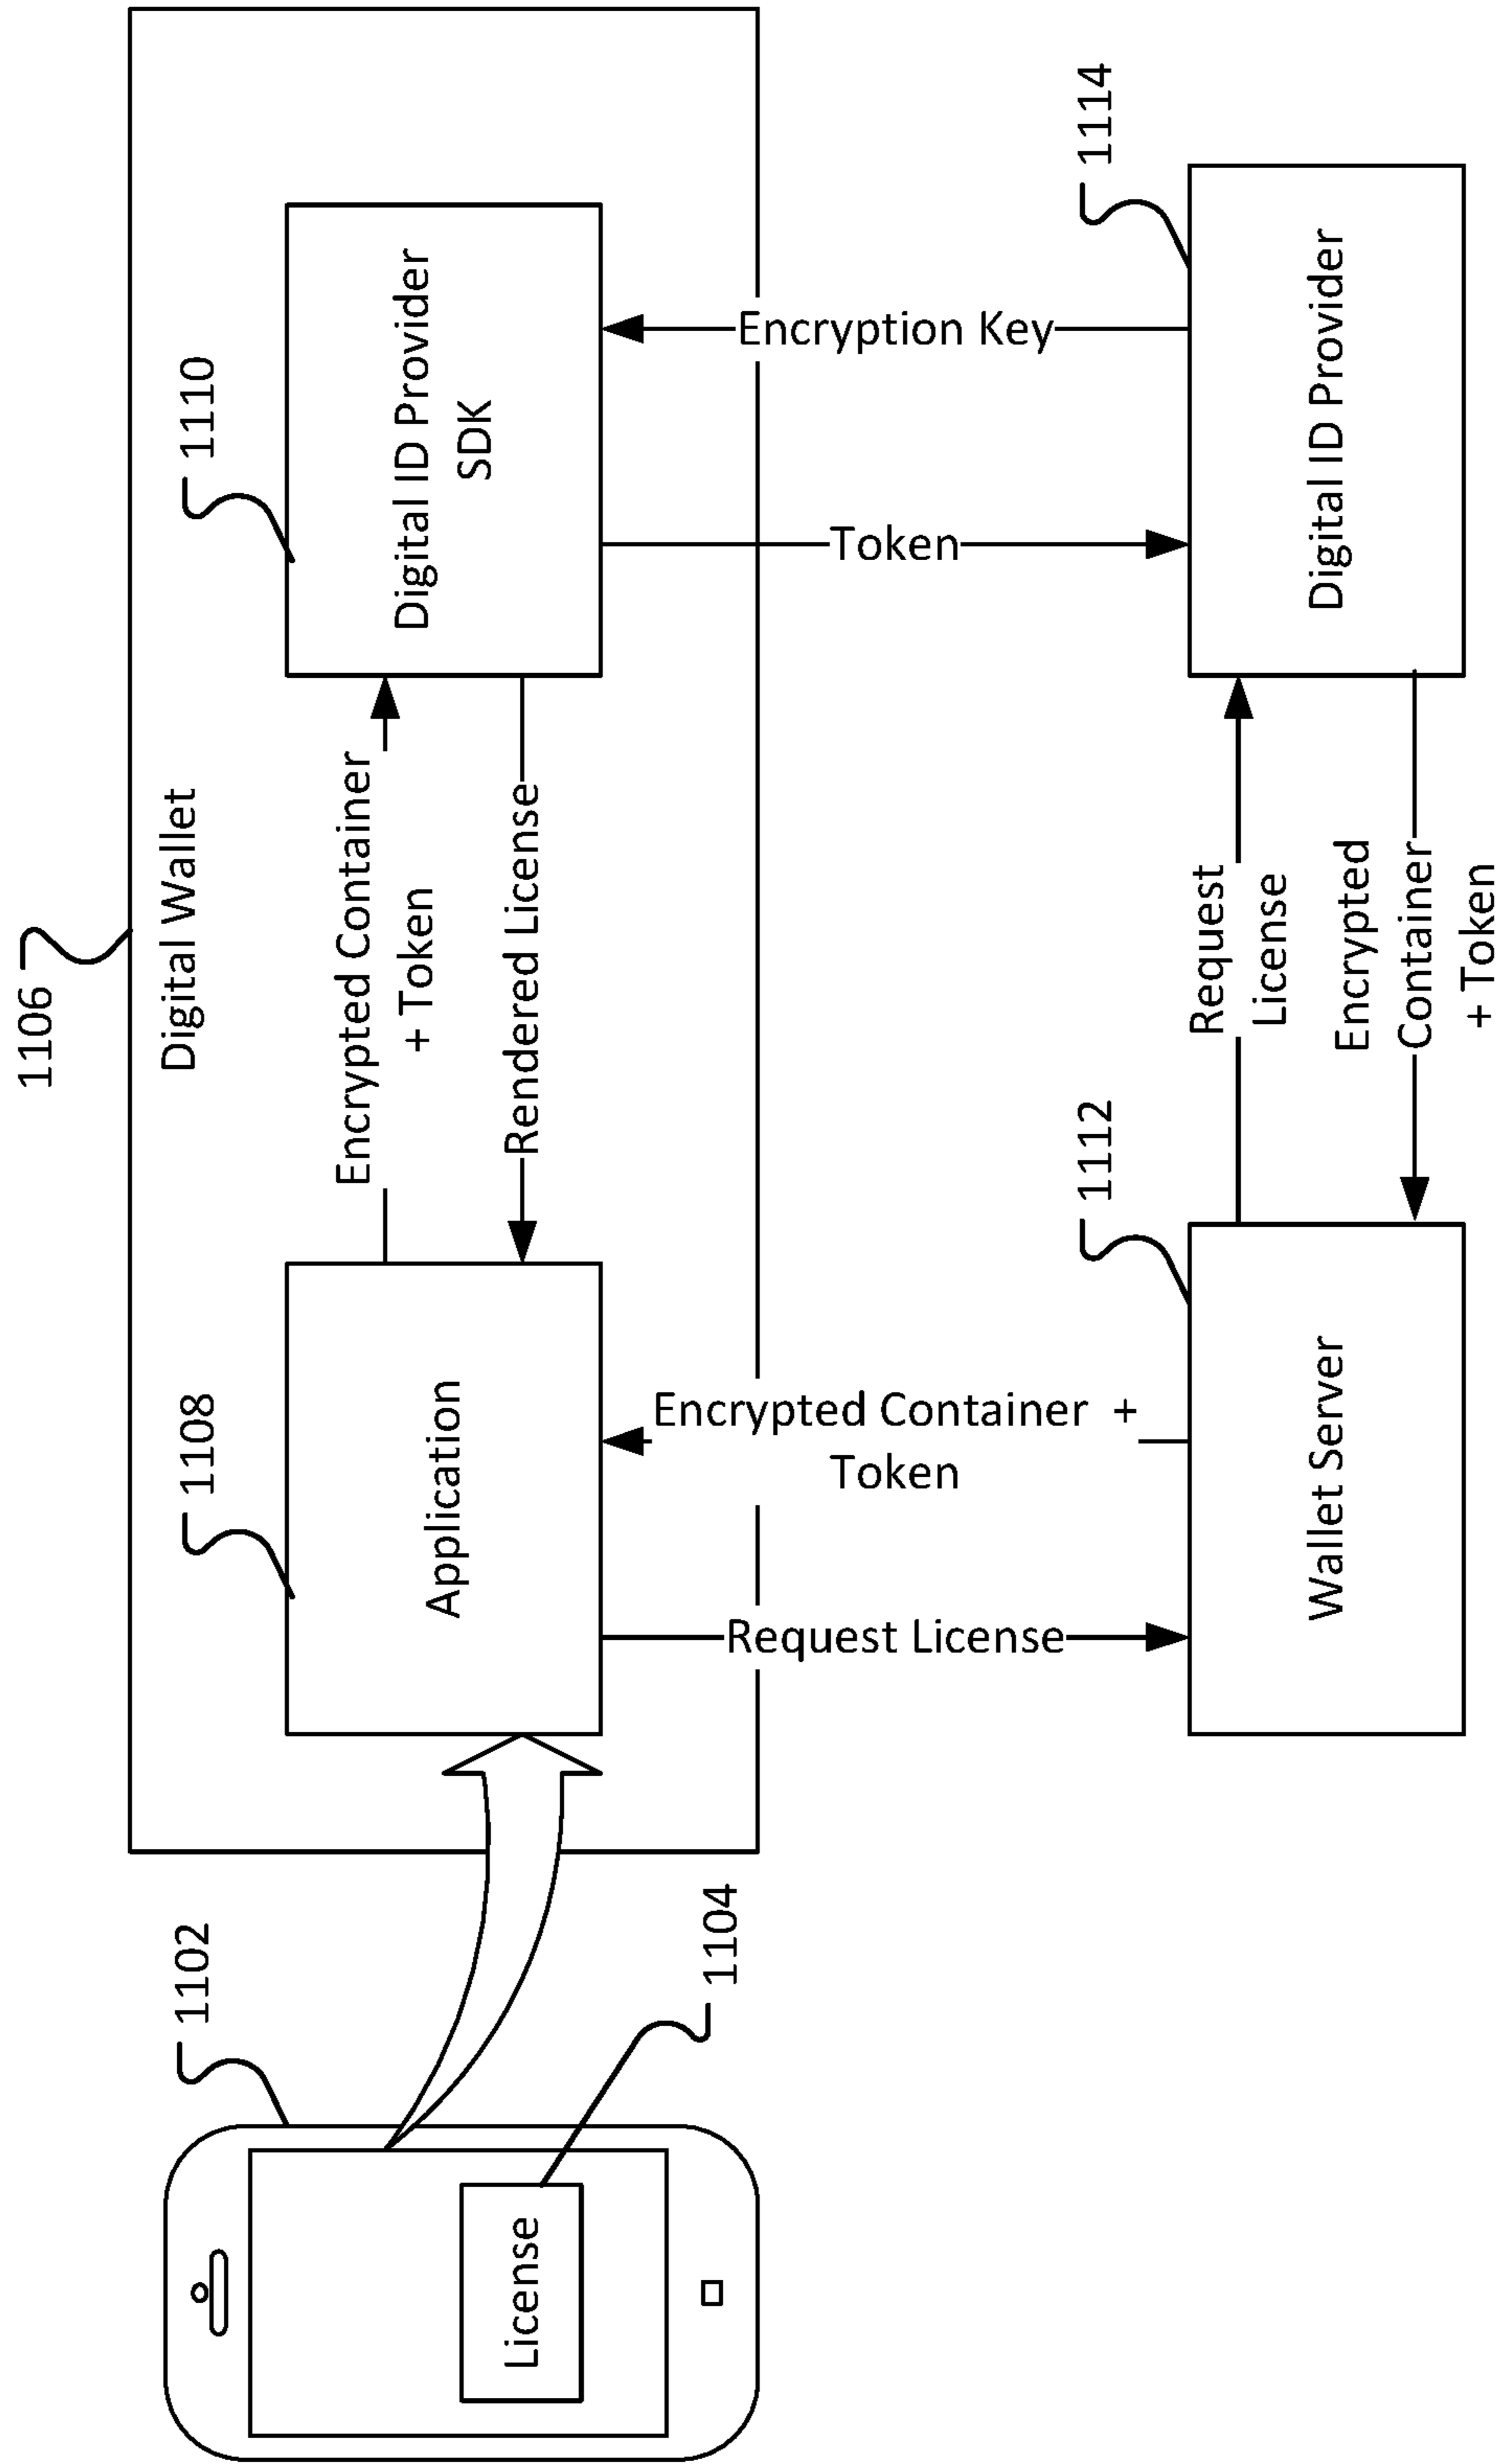 1106
Digital Wallet
1102
1108
1110
License
1104
Application
Encrypted Container
+ Token
Rendered License
Digital ID Provider
SDK
Request License
Encrypted Container +
Token
Token
Encryption Key
1112
1114
Wallet Server
Request
License
Encrypted
Container
+ Token
Digital ID Provider